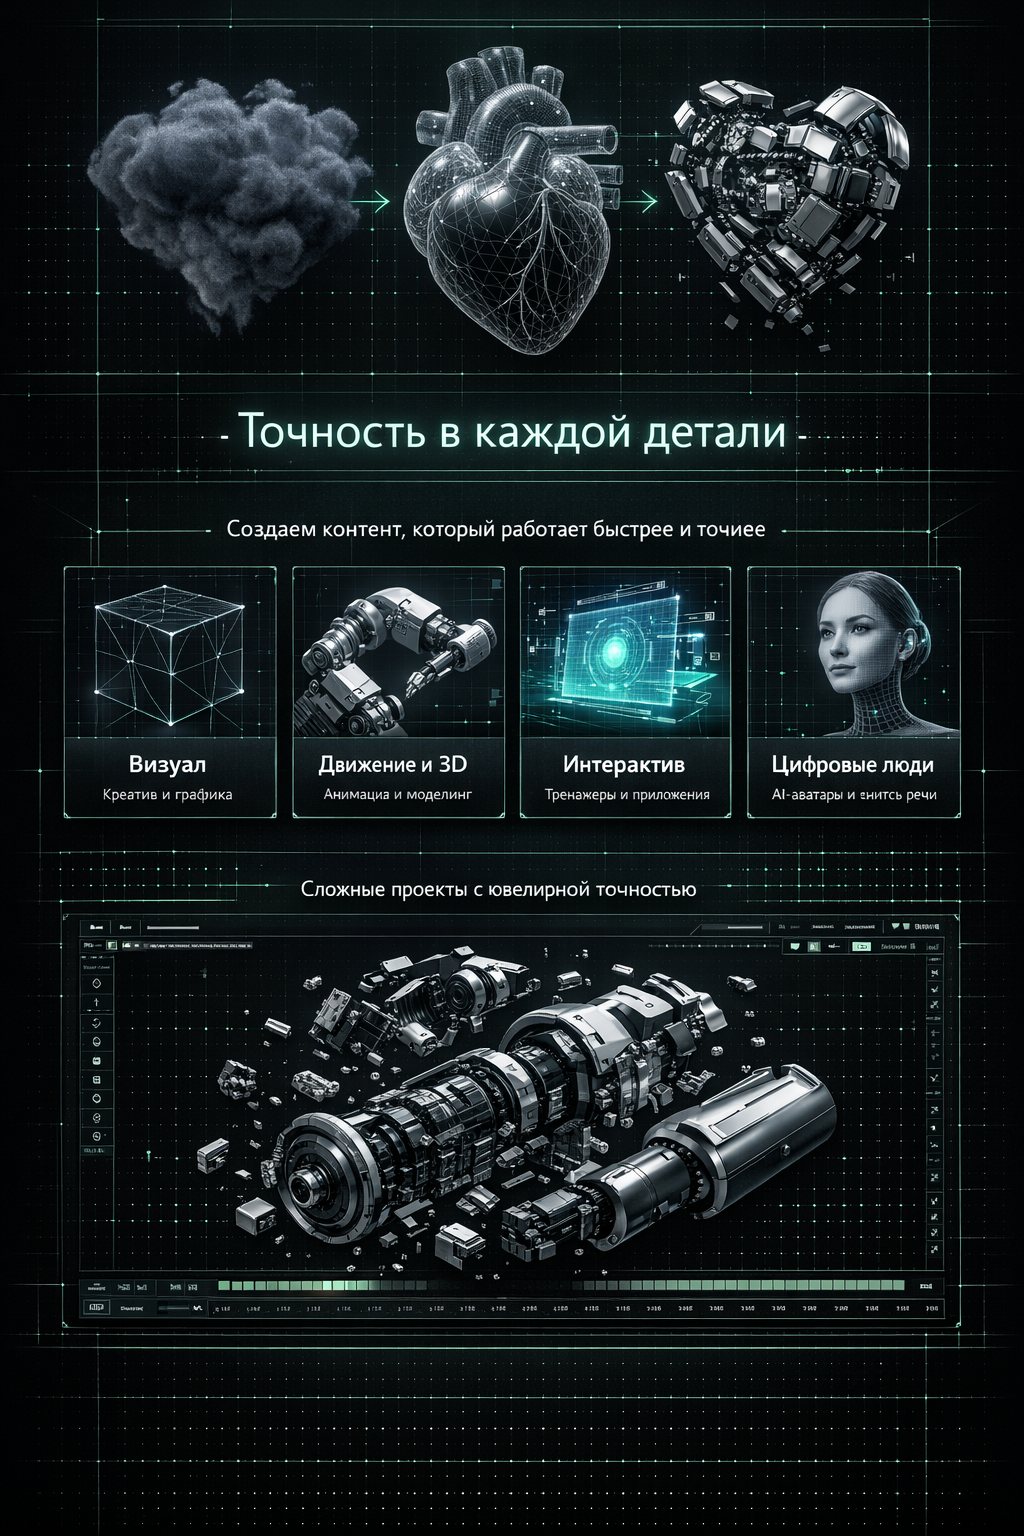 - Точность в каждой детали -
Создаем контент, который работает быстрее и точиее
Визуал
Креатив и графика
Движение и 3D
Анимация и моделинг
Интерактив
Тренажеры и приложения
Цифровые люди
AI-аватары и речи
Сложные проекты с ювелирной точностью